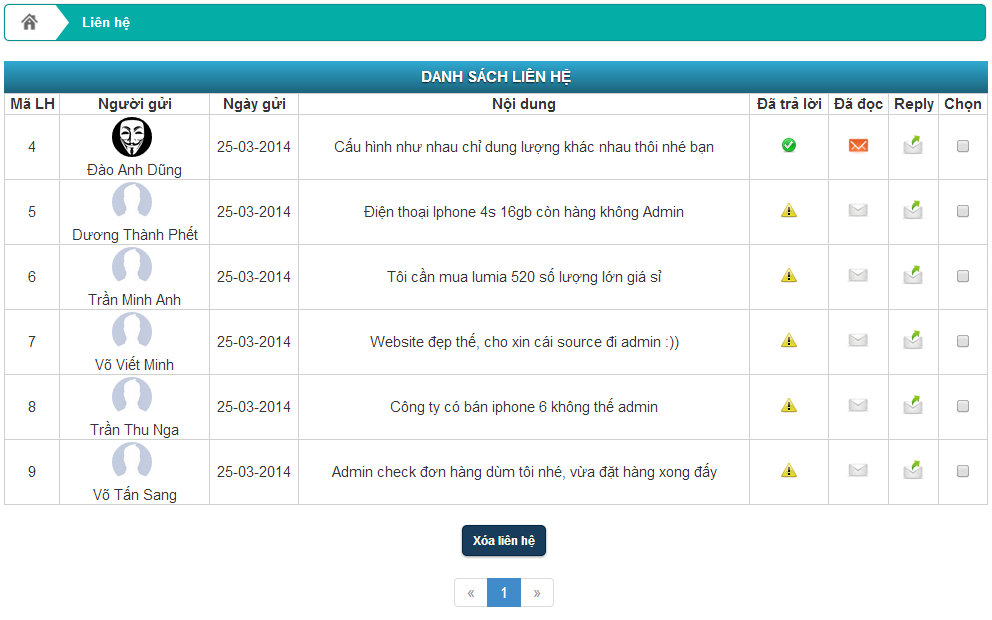 Liên hệ
DANH SÁCH LIÊN HỆ
Mã LH Người gửi Ngày gửi Nội dung Đã trả lời Đã đọc Reply Chọn
4 Đào Anh Dũng 25-03-2014 Cấu hình như nhau chỉ dung lượng khác nhau thôi nhé bạn
5 Dương Thành Phết 25-03-2014 Điện thoại Iphone 4s 16gb còn hàng không Admin
6 Trần Minh Anh 25-03-2014 Tôi cần mua lumia 520 số lượng lớn giá sỉ
7 Võ Viết Minh 25-03-2014 Website đẹp thế, cho xin cái source đi admin :))
8 Trần Thu Nga 25-03-2014 Công ty có bán iphone 6 không thế admin
9 Võ Tấn Sang 25-03-2014 Admin check đơn hàng dùm tôi nhé, vừa đặt hàng xong đấy
Xóa liên hệ
« 1 »